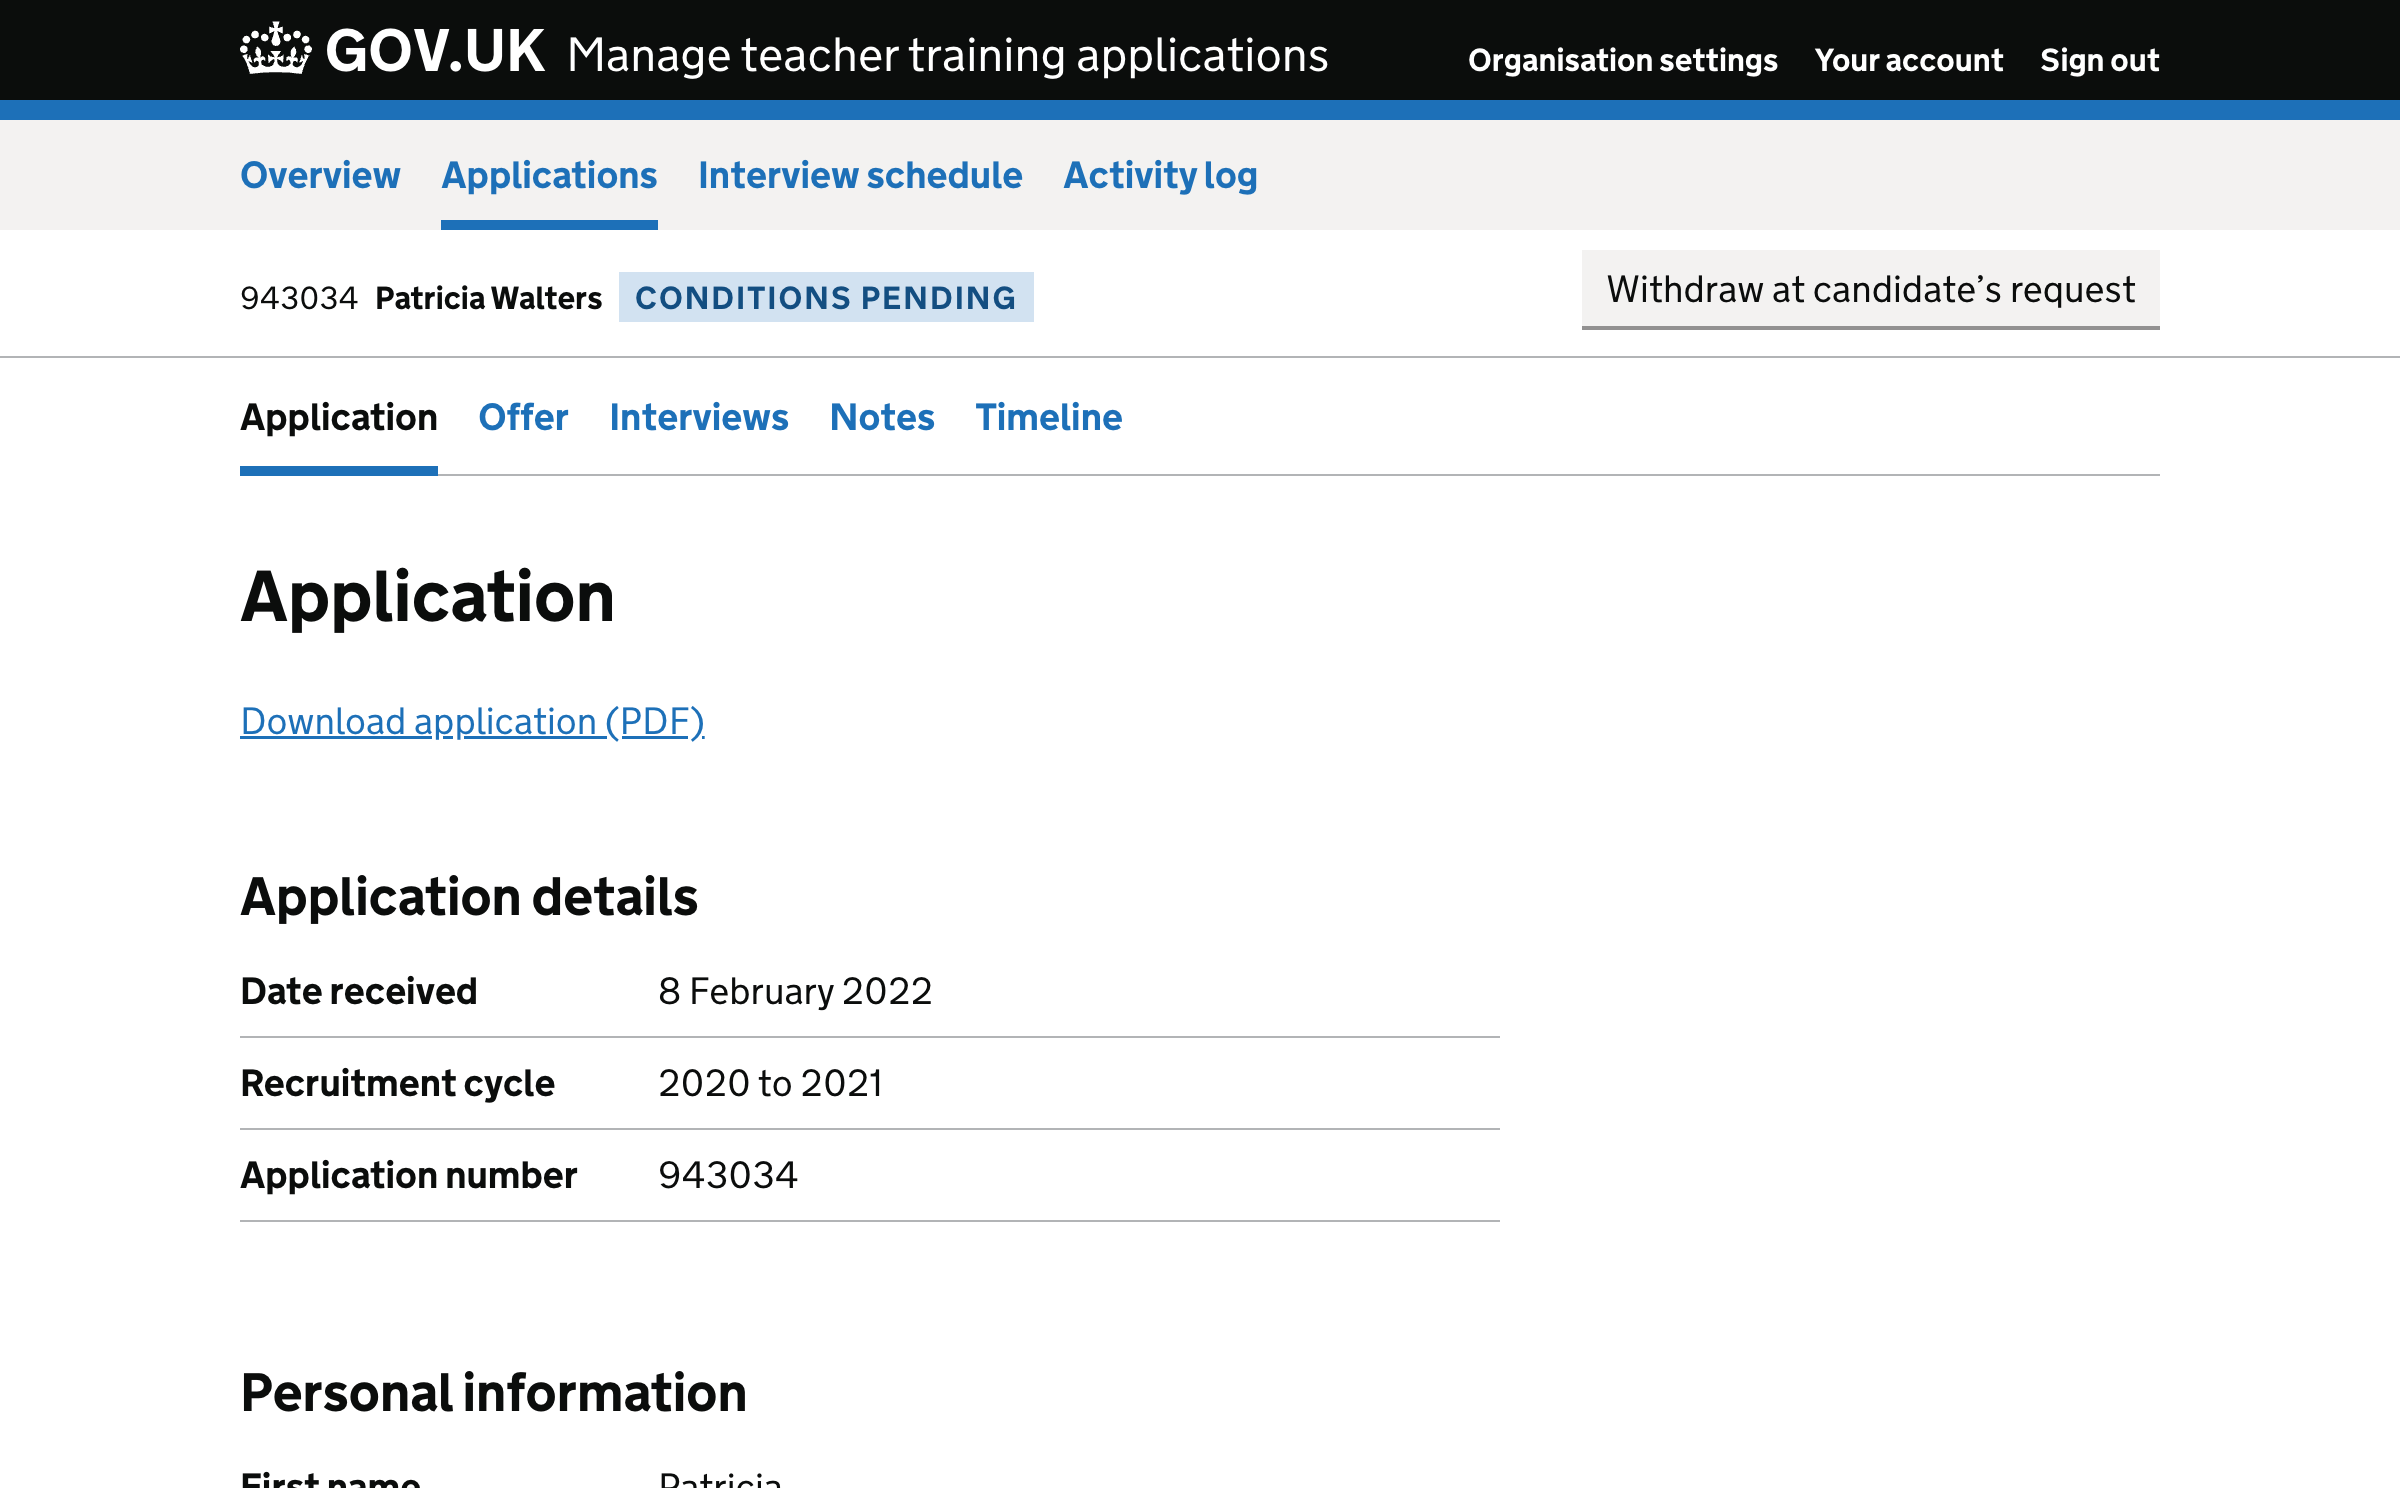 GOV.UK Manage teacher training applications Organisation settings Your account Sign out
Overview Applications Interview schedule Activity log
943034 Patricia Walters CONDITIONS PENDING Withdraw at candidate’s request
Application Offer Interviews Notes Timeline
Application
Download application (PDF)
Application details
Date received 8 February 2022
Recruitment cycle 2020 to 2021
Application number 943034
Personal information
First name Patricia